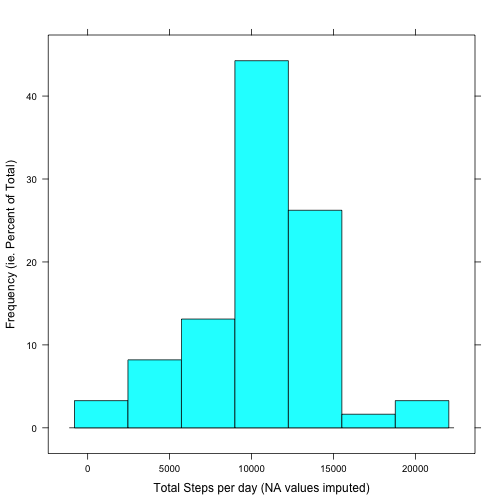 Frequency (ie. Percent of Total)
40
30
20
10
0
0 5000 10000 15000 20000
Total Steps per day (NA values imputed)